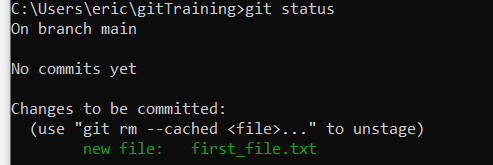 C:\Users\eric\gitTraining>git status
On branch main
No commits yet
Changes to be committed:
(use "git rm --cached <file>..." to unstage)
new file:   first_file.txt